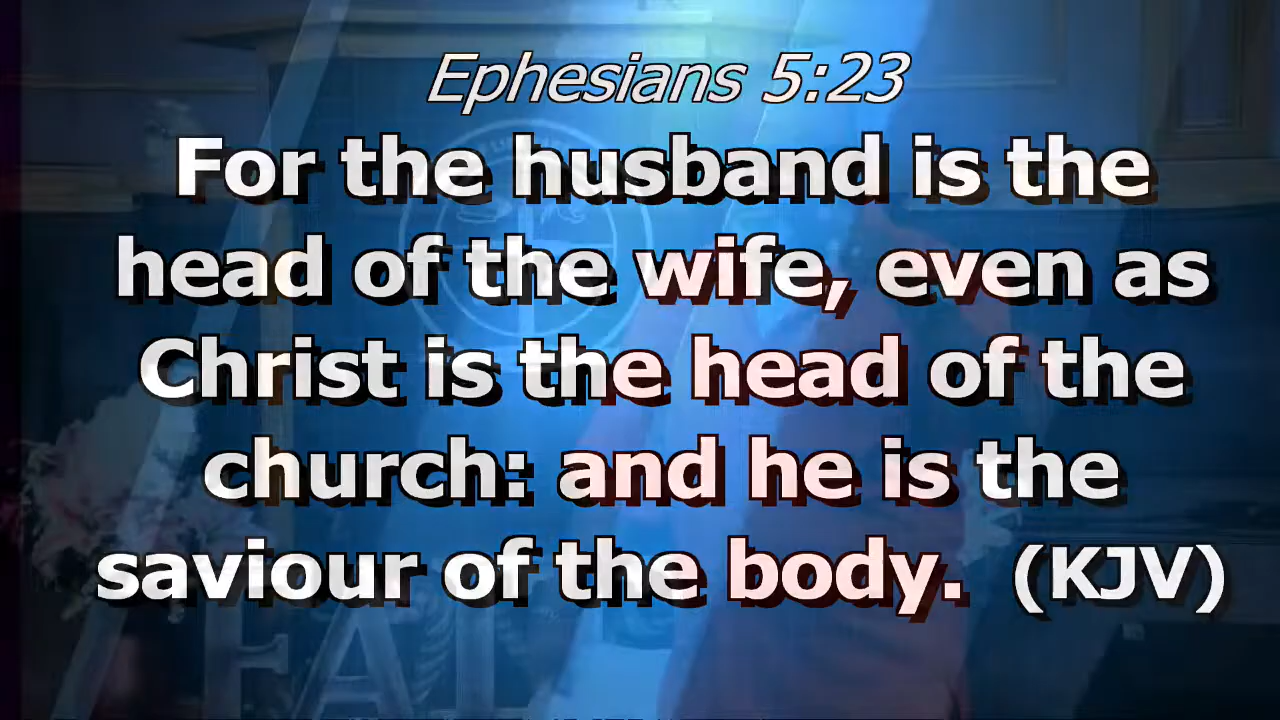 Ephesians 5:23
For the husband is the
head of the wife, even as
Christ is the head of the
church: and he is the
saviour of the body. (KJV)